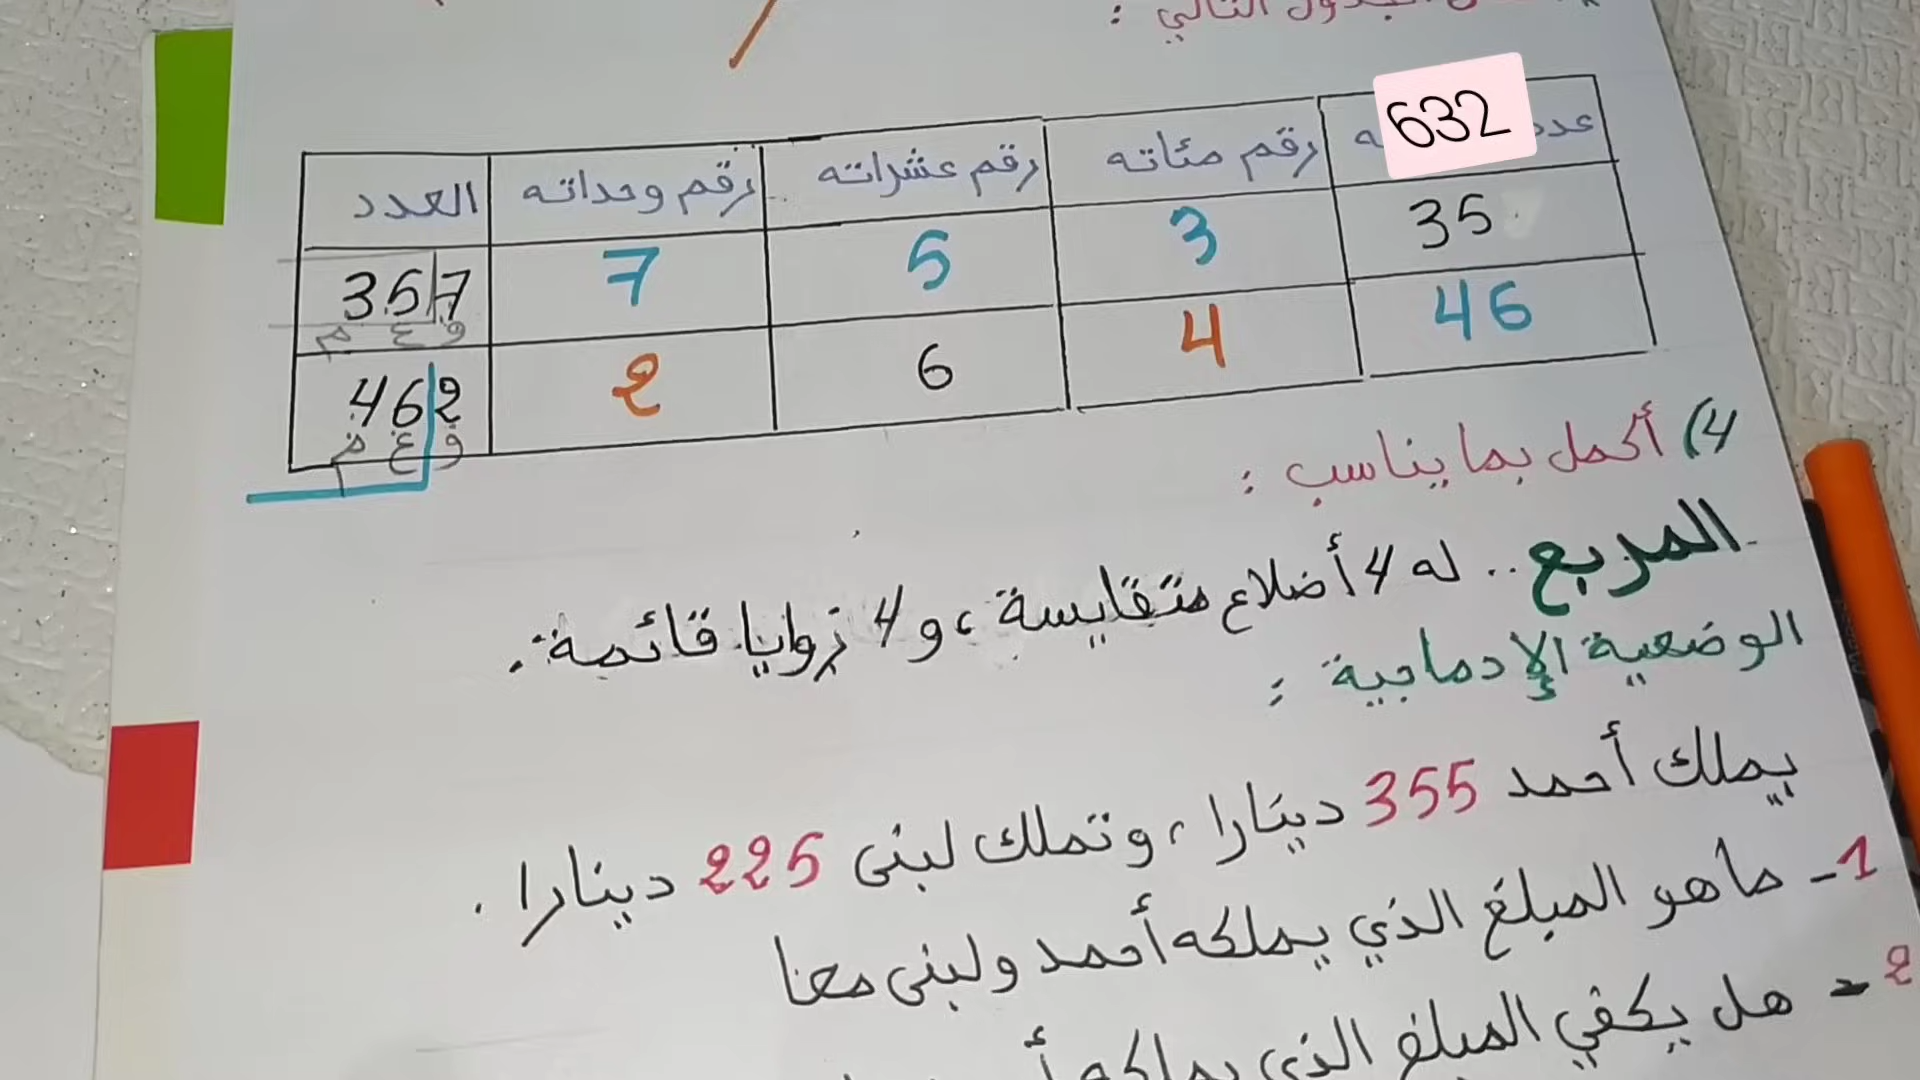 التالي :
العدد رقم وحداته رقم عشراته رقم مئاته 632
357 7 5 3 35
و ع م
462 2 6 4 46
و ع م
4) أكمل بما يناسب :
المربع .. له 4 أضلاع متقايسة ، و 4 زوايا قائمة .
الوضعية الإدماجية :
يملك أحمد 355 دينارا ، وتملك لبنى 225 دينارا .
1- ما هو المبلغ الذي يملكه أحمد ولبنى معا
2- هل يكفي المبلغ الذي يملكه